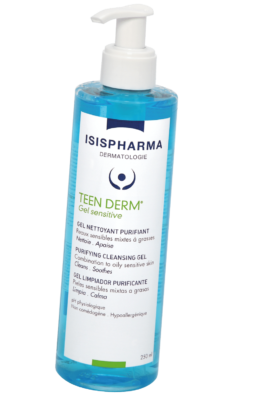 ISISPHARMA
DERMATOLOGIE
TEEN DERM®
Gel sensitive
GEL NETTOYANT PURIFIANT
Peaux sensibles mixtes à grasses
Nettoie . Apaise
PURIFYING CLEANSING GEL
Combination to oily sensitive skin
Cleans . Soothes
GEL LIMPIADOR PURIFICANTE
Pieles sensibles mixtas a grasas
Limpia . Calma
pH physiologique
Non comédogène Hypoallergénique
250 ml